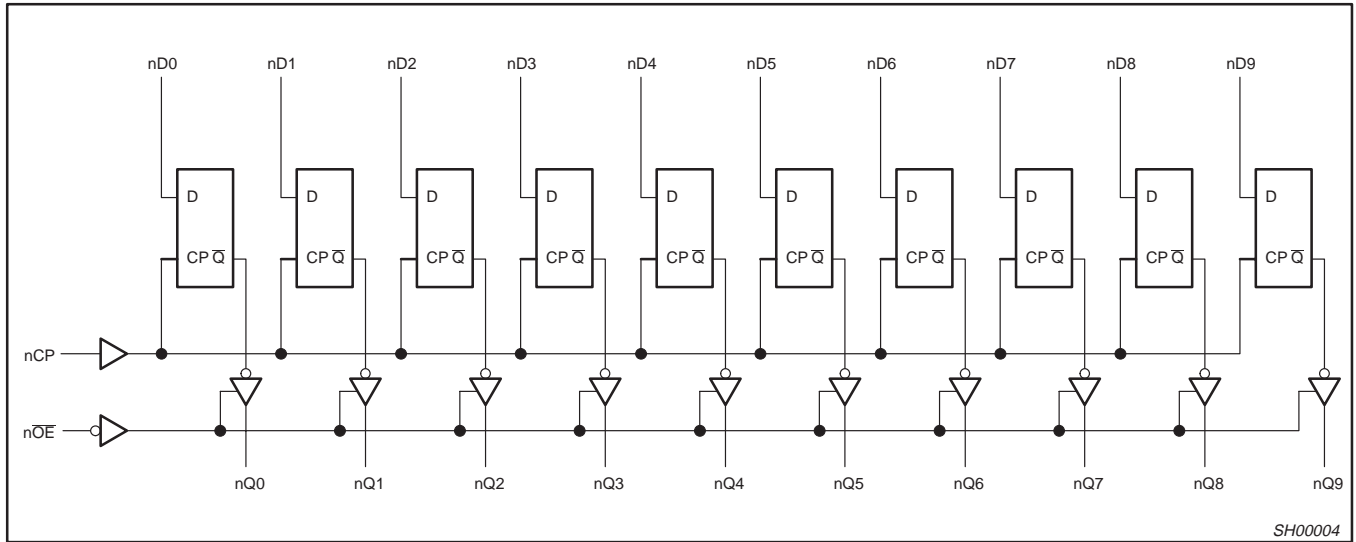 nD0 nD1 nD2 nD3 nD4 nD5 nD6 nD7 nD8 nD9
D D D D D D D D D D
CP Q̅ CP Q̅ CP Q̅ CP Q̅ CP Q̅ CP Q̅ CP Q̅ CP Q̅ CP Q̅ CP Q̅
nCP
nO̅E̅
nQ0 nQ1 nQ2 nQ3 nQ4 nQ5 nQ6 nQ7 nQ8 nQ9
SH00004